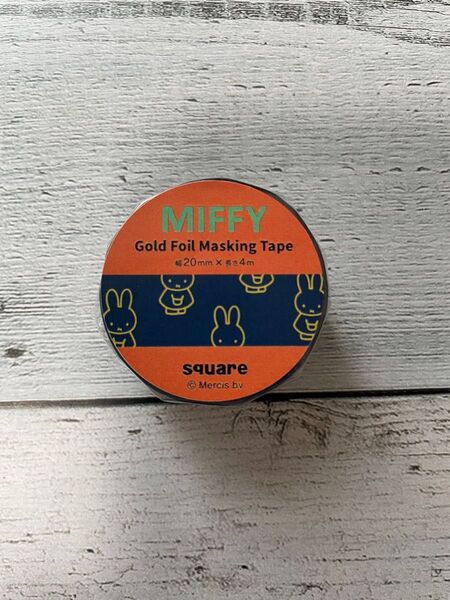 MIFFY
Gold Foil Masking Tape
幅20mm×長さ4m
square
© Mercis bv